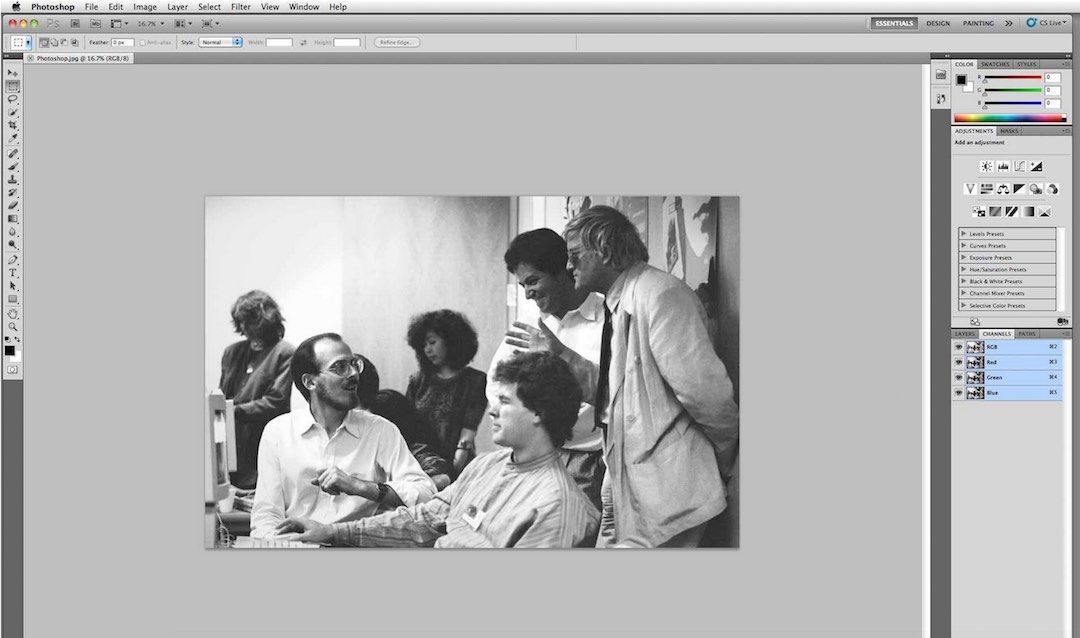 Photoshop File Edit Image Layer Select Filter View Window Help
Ps Br Mb 16.7% ESSENTIALS DESIGN PAINTING CS Live
Feather: 0 px Anti-alias Style: Normal Width: Height: Refine Edge...
Photoshop.jpg @ 16.7% (RGB/8)
COLOR SWATCHES STYLES
R 0
G 0
B 0
ADJUSTMENTS MASKS
Add an adjustment
Levels Presets
Curves Presets
Exposure Presets
Hue/Saturation Presets
Black & White Presets
Channel Mixer Presets
Selective Color Presets
LAYERS CHANNELS PATHS
RGB ⌘2
Red ⌘3
Green ⌘4
Blue ⌘5